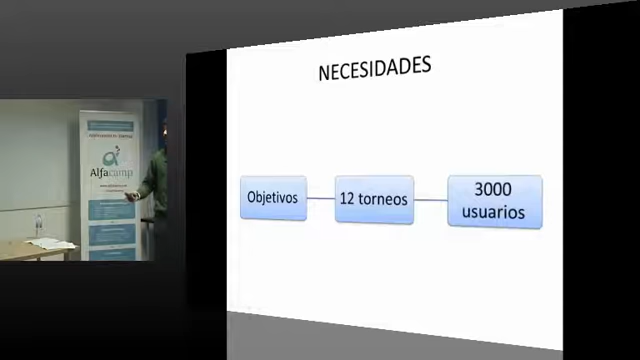 NECESIDADES
Objetivos
12 torneos
3000
usuarios
Alfacamp